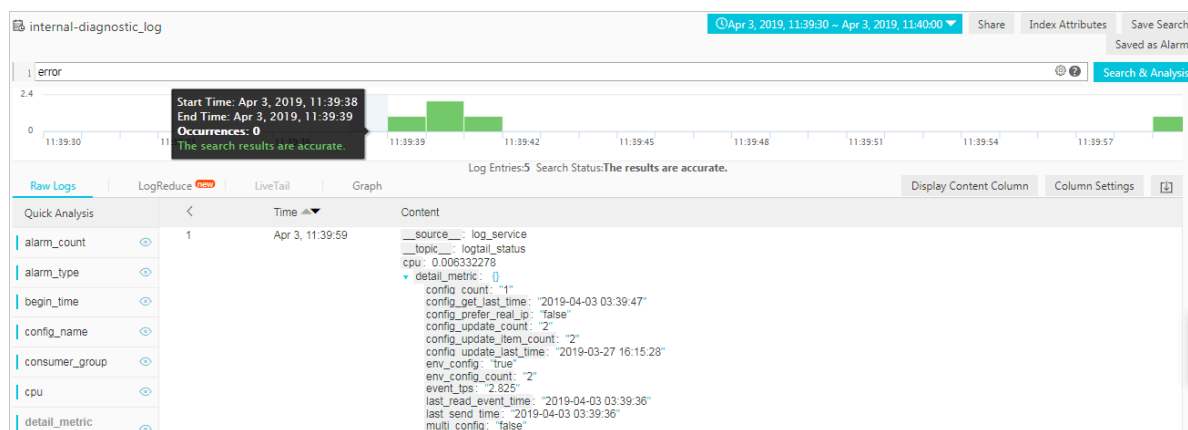 internal-diagnostic_log
Apr 3, 2019, 11:39:30 ~ Apr 3, 2019, 11:40:00
Share
Index Attributes
Save Search
Saved as Alarm
1 error
Search & Analysis
2.4
0
Start Time: Apr 3, 2019, 11:39:38
End Time: Apr 3, 2019, 11:39:39
Occurrences: 0
The search results are accurate.
11:39:30
11:39:39
11:39:42
11:39:45
11:39:48
11:39:51
11:39:54
11:39:57
Log Entries:5 Search Status:The results are accurate.
Raw Logs
LogReduce new
LiveTail
Graph
Display Content Column
Column Settings
Quick Analysis
<
Time
Content
alarm_count
alarm_type
begin_time
config_name
consumer_group
cpu
detail_metric
1
Apr 3, 11:39:59
__source__: log_service
__topic__: logtail_status
cpu: 0.006332278
detail_metric: {}
config_count: "1"
config_get_last_time: "2019-04-03 03:39:47"
config_prefer_real_ip: "false"
config_update_count: "2"
config_update_item_count: "2"
config_update_last_time: "2019-03-27 16:15:28"
env_config: "true"
env_config_count: "2"
event_tps: "2.825"
last_read_event_time: "2019-04-03 03:39:36"
last_send_time: "2019-04-03 03:39:36"
multi_config: "false"